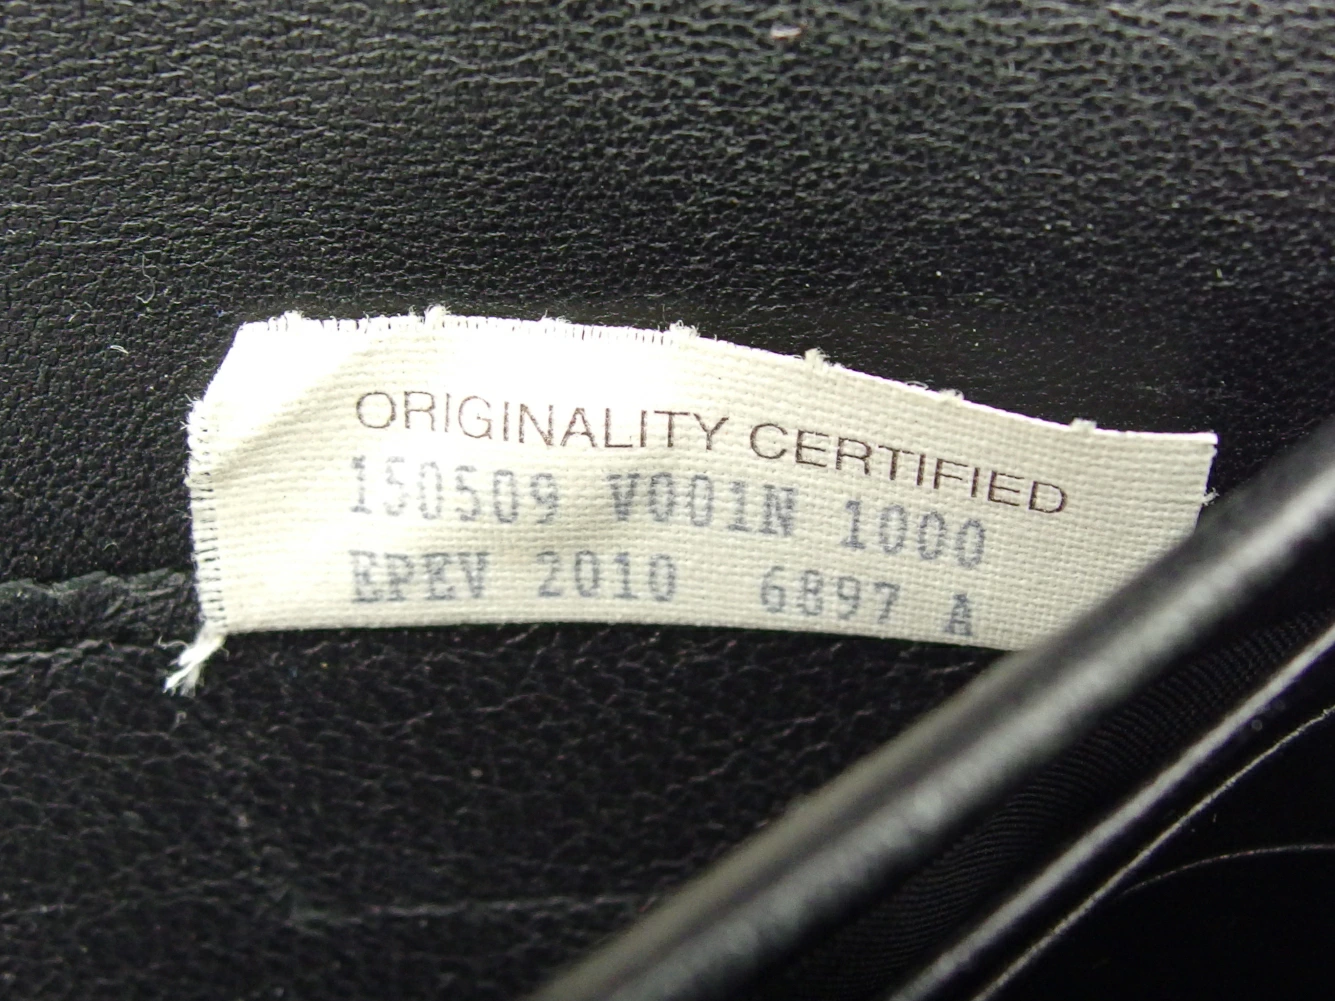 ORIGINALITY CERTIFIED
150509 V001N 1000
EPEV 2010 6897 A